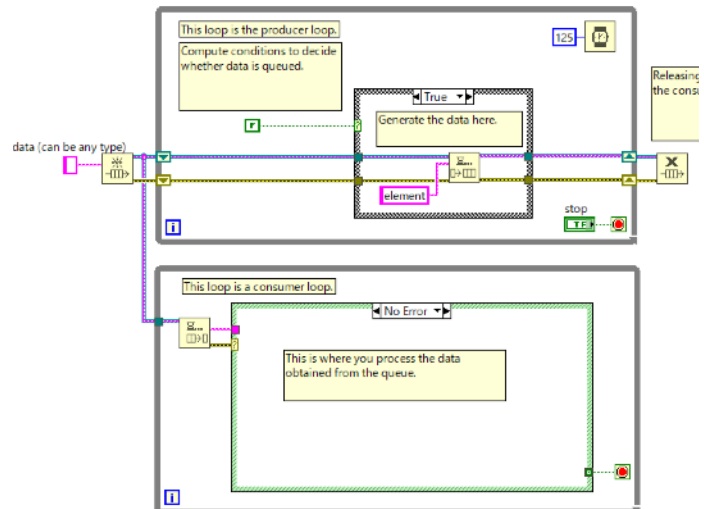 This loop is the producer loop.
Compute conditions to decide
whether data is queued.
125
Releasing
the consu
True
Generate the data here.
data (can be any type)
element
stop
TF
i
This loop is a consumer loop.
No Error
This is where you process the data
obtained from the queue.
i